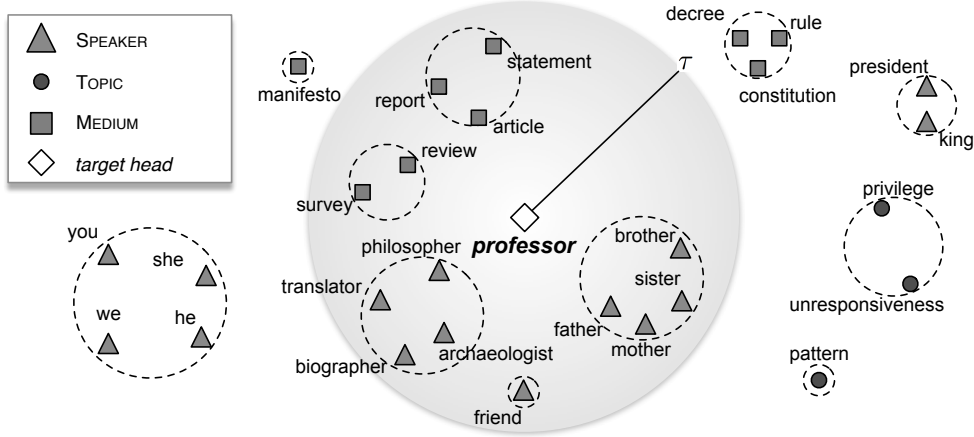 SPEAKER
TOPIC
MEDIUM
target head
manifesto
statement
report
article
review
survey
τ
decree
rule
constitution
president
king
privilege
unresponsiveness
pattern
you
she
we
he
professor
philosopher
translator
biographer
archaeologist
brother
sister
father
mother
friend